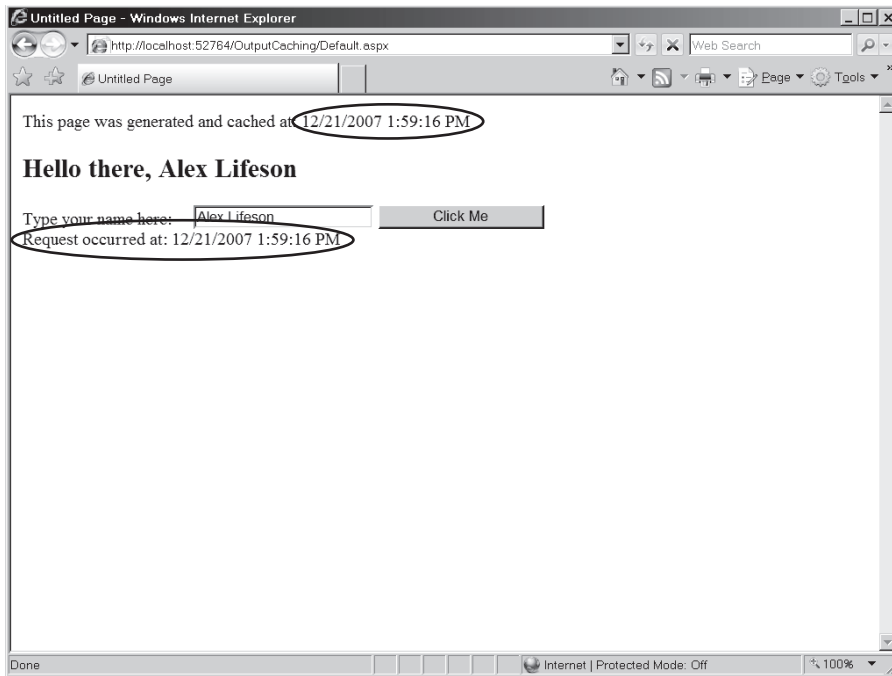 Untitled Page - Windows Internet Explorer
http://localhost:52764/OutputCaching/Default.aspx
Web Search
Untitled Page
Page
Tools
This page was generated and cached at: 12/21/2007 1:59:16 PM
Hello there, Alex Lifeson
Type your name here: Alex Lifeson Click Me
Request occurred at: 12/21/2007 1:59:16 PM
Done
Internet | Protected Mode: Off
100%